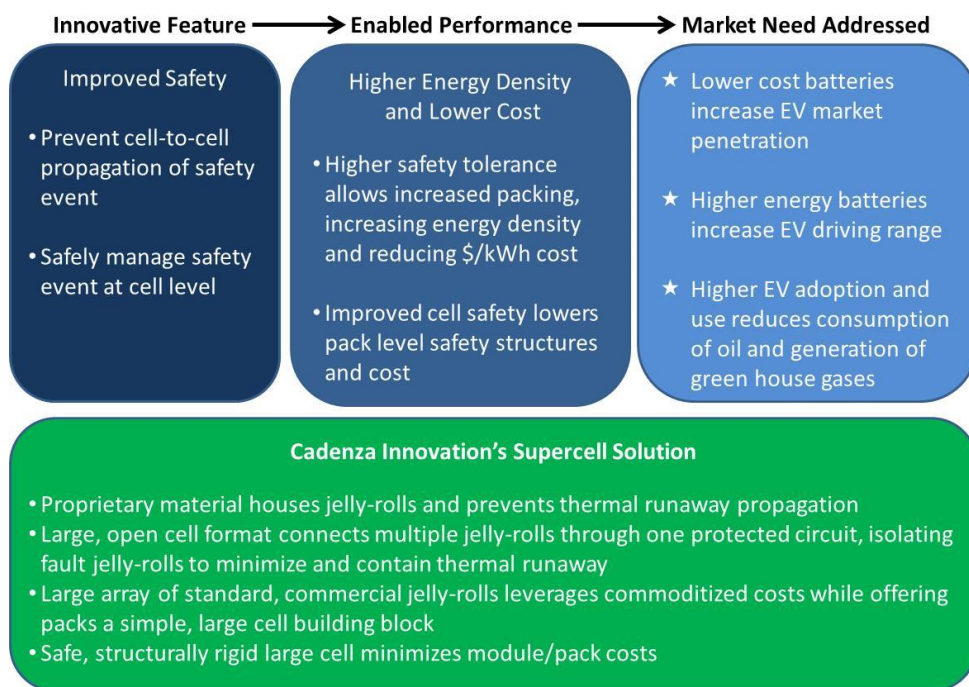 Innovative Feature Enabled Performance Market Need Addressed
Improved Safety
• Prevent cell-to-cell
propagation of safety
event
• Safely manage safety
event at cell level
Higher Energy Density
and Lower Cost
• Higher safety tolerance
allows increased packing,
increasing energy density
and reducing $/kWh cost
• Improved cell safety lowers
pack level safety structures
and cost
★ Lower cost batteries
increase EV market
penetration
★ Higher energy batteries
increase EV driving range
★ Higher EV adoption and
use reduces consumption
of oil and generation of
green house gases
Cadenza Innovation's Supercell Solution
• Proprietary material houses jelly-rolls and prevents thermal runaway propagation
• Large, open cell format connects multiple jelly-rolls through one protected circuit, isolating
fault jelly-rolls to minimize and contain thermal runaway
• Large array of standard, commercial jelly-rolls leverages commoditized costs while offering
packs a simple, large cell building block
• Safe, structurally rigid large cell minimizes module/pack costs